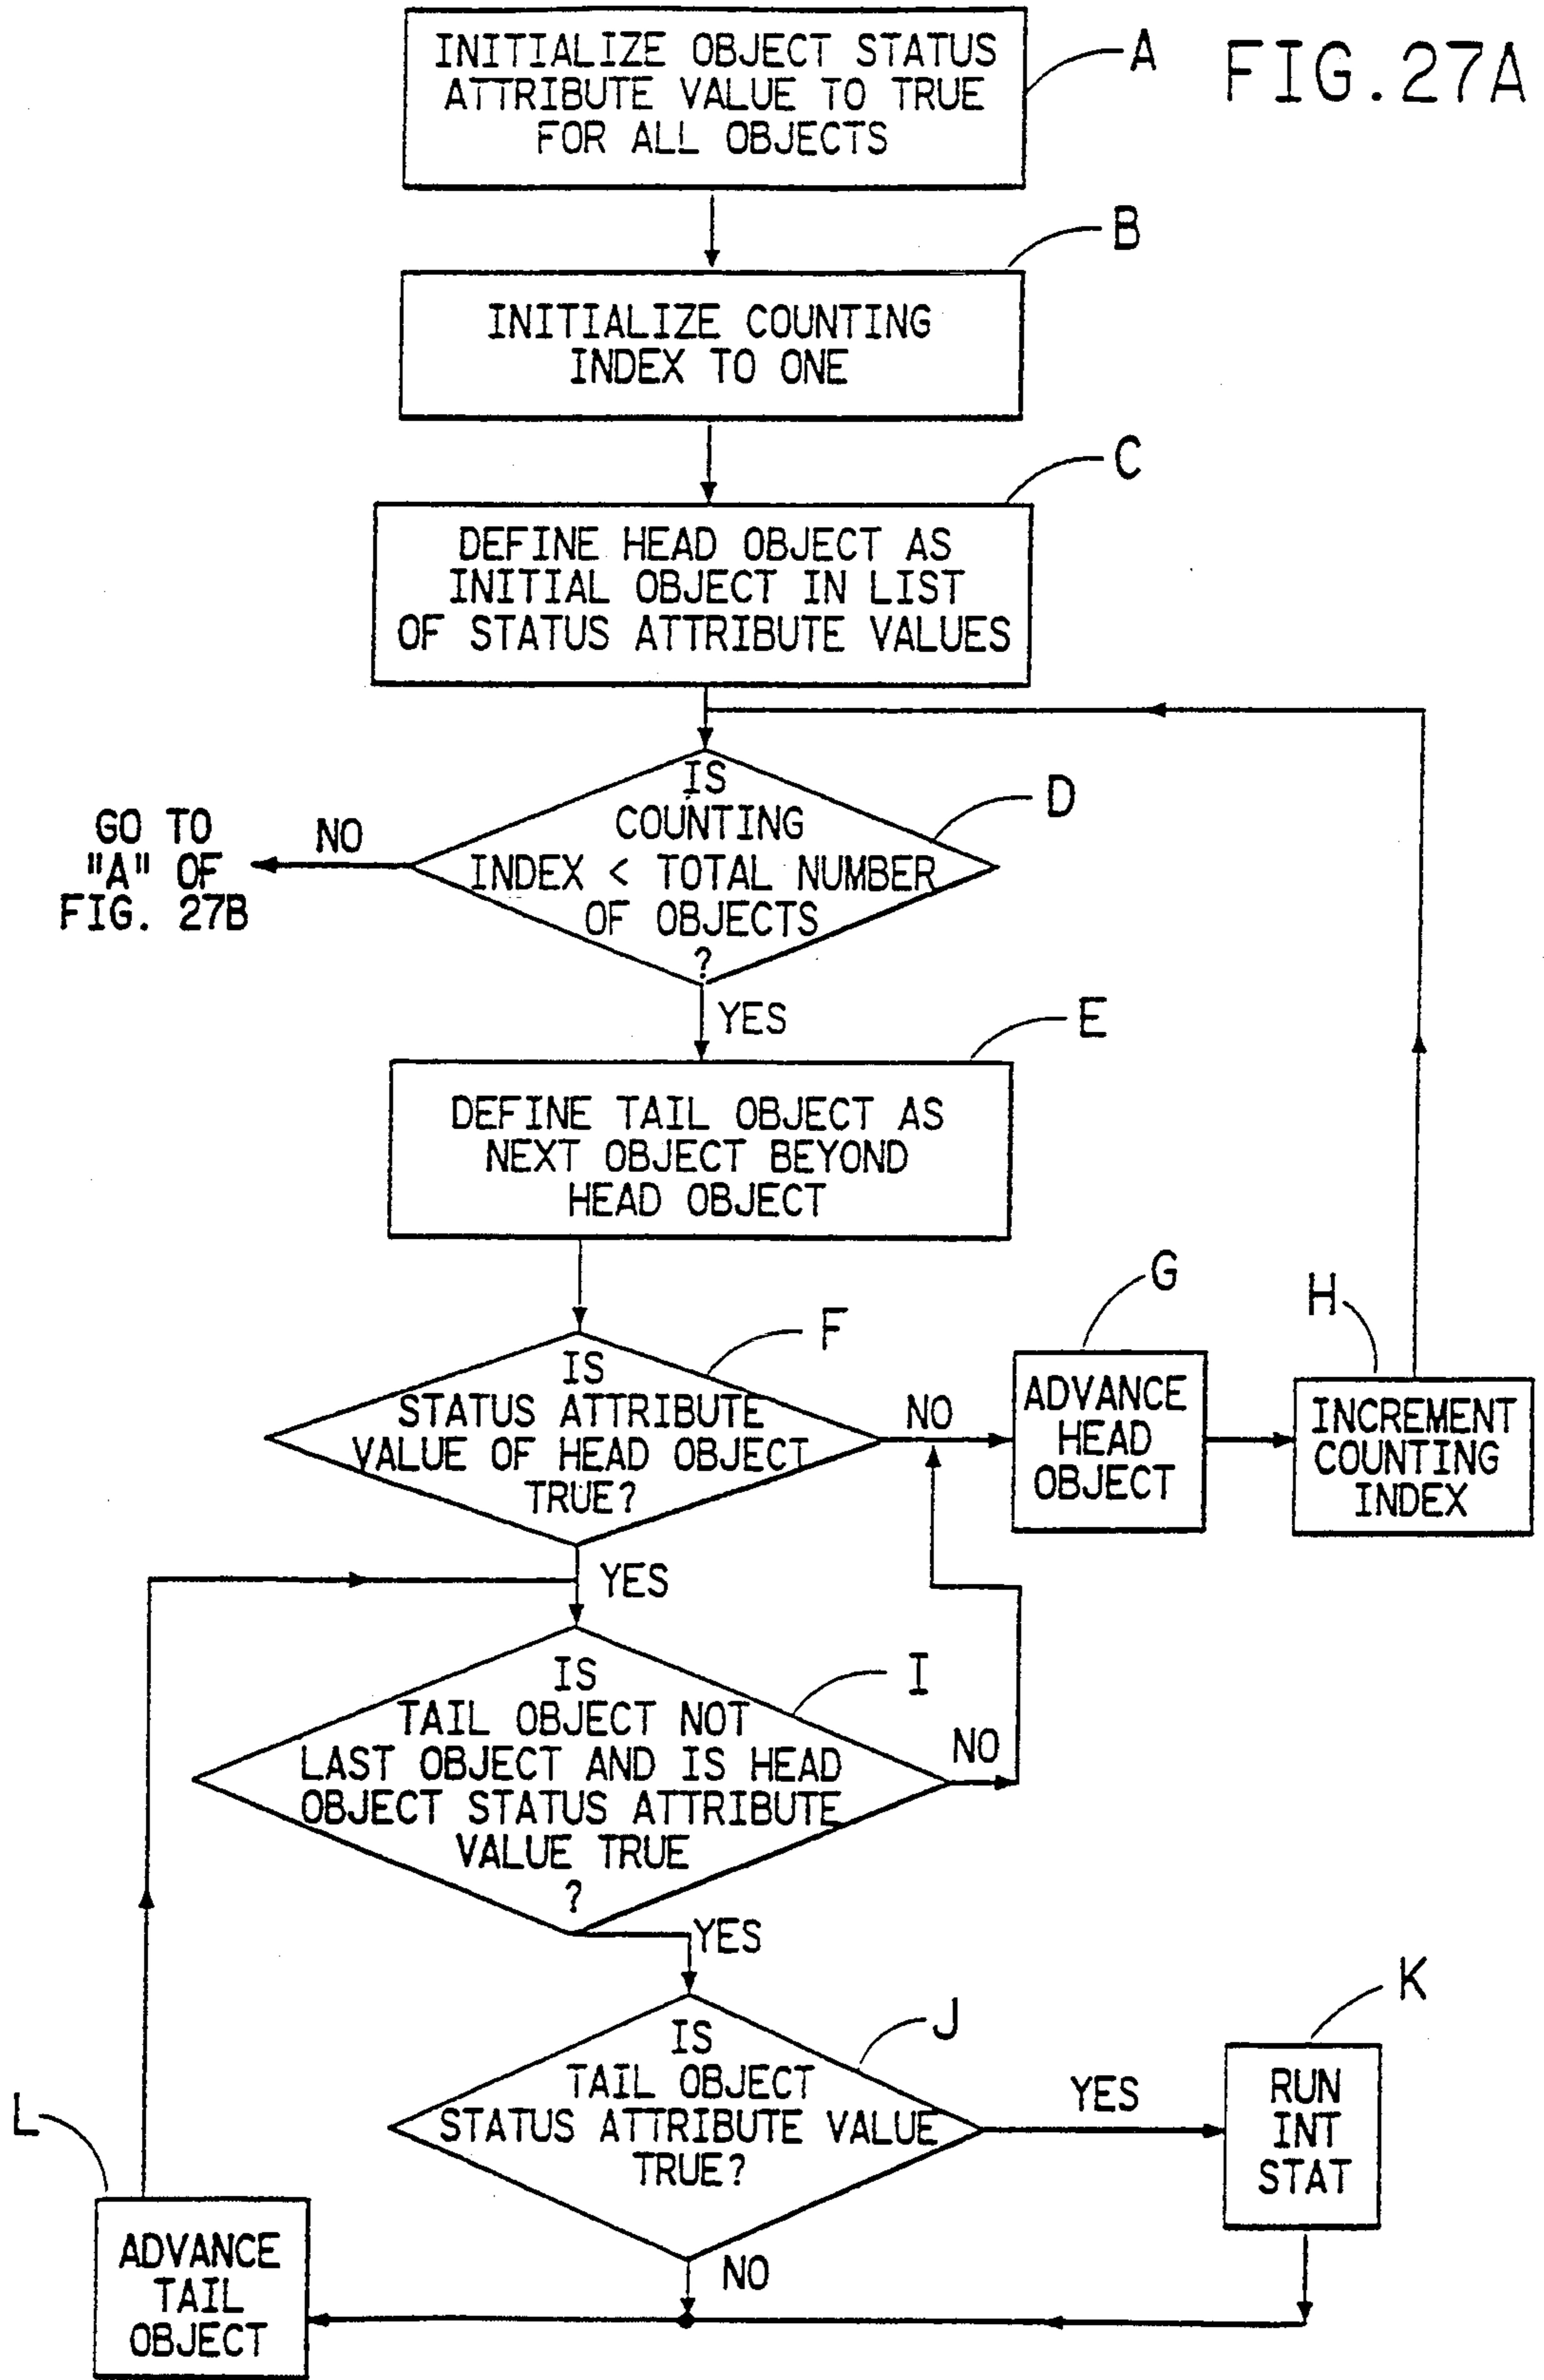 FIG.27A
INITIALIZE OBJECT STATUS
ATTRIBUTE VALUE TO TRUE
FOR ALL OBJECTS
A
INITIALIZE COUNTING
INDEX TO ONE
B
DEFINE HEAD OBJECT AS
INITIAL OBJECT IN LIST
OF STATUS ATTRIBUTE VALUES
C
IS
COUNTING
INDEX < TOTAL NUMBER
OF OBJECTS
?
D
NO
GO TO
"A" OF
FIG. 27B
YES
DEFINE TAIL OBJECT AS
NEXT OBJECT BEYOND
HEAD OBJECT
E
IS
STATUS ATTRIBUTE
VALUE OF HEAD OBJECT
TRUE?
F
NO
ADVANCE
HEAD
OBJECT
G
INCREMENT
COUNTING
INDEX
H
YES
IS
TAIL OBJECT NOT
LAST OBJECT AND IS HEAD
OBJECT STATUS ATTRIBUTE
VALUE TRUE
?
I
NO
YES
IS
TAIL OBJECT
STATUS ATTRIBUTE VALUE
TRUE?
J
YES
RUN
INT
STAT
K
NO
ADVANCE
TAIL
OBJECT
L